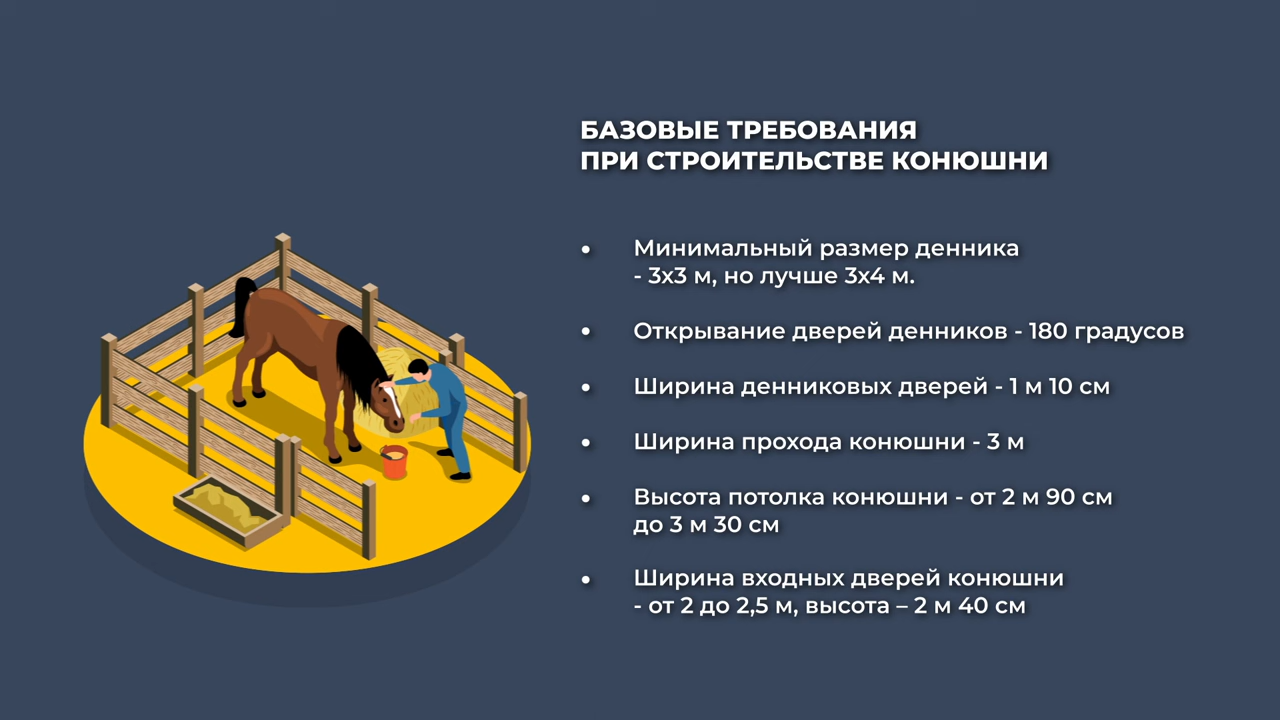 БАЗОВЫЕ ТРЕБОВАНИЯ
ПРИ СТРОИТЕЛЬСТВЕ КОНЮШНИ
• Минимальный размер денника
- 3х3 м, но лучше 3х4 м.
• Открывание дверей денников - 180 градусов
• Ширина денниковых дверей - 1 м 10 см
• Ширина прохода конюшни - 3 м
• Высота потолка конюшни - от 2 м 90 см
до 3 м 30 см
• Ширина входных дверей конюшни
- от 2 до 2,5 м, высота – 2 м 40 см